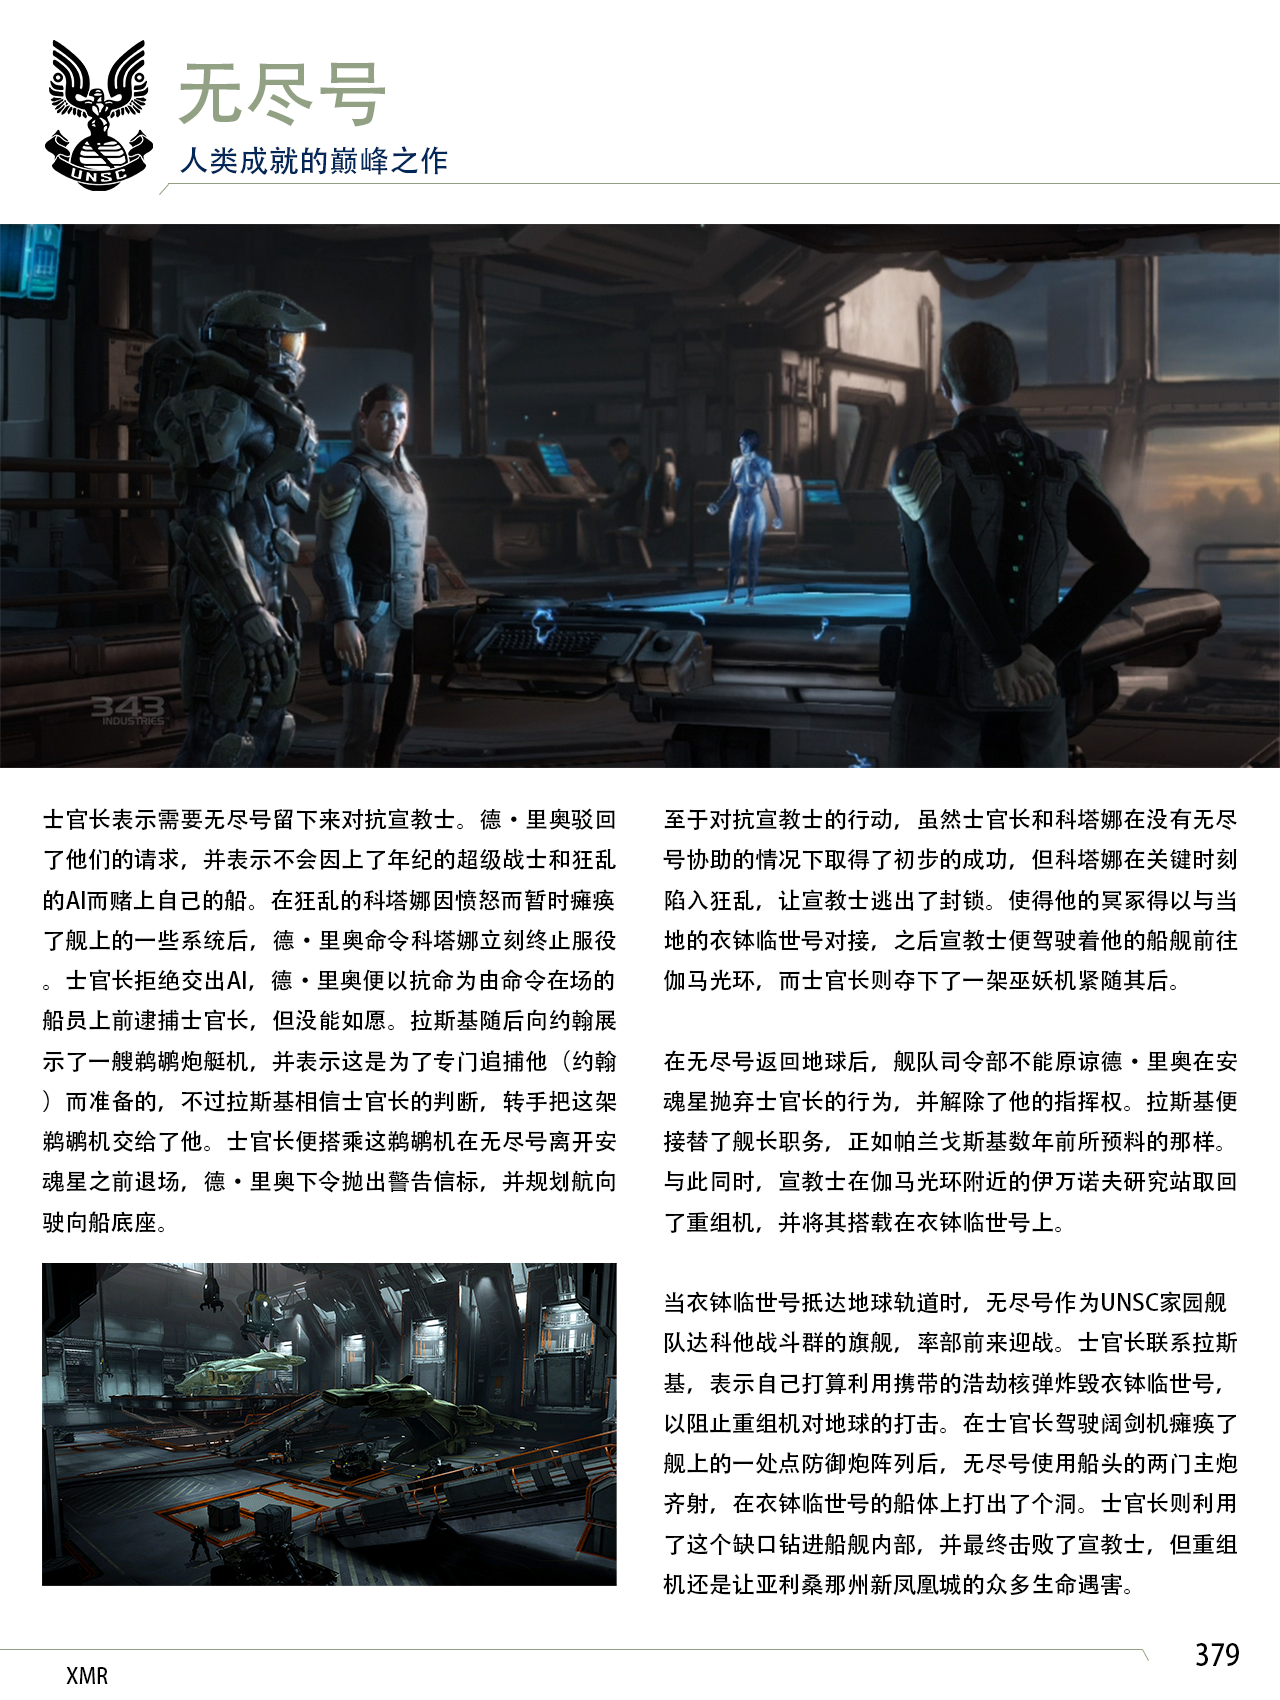 无尽号
人类成就的巅峰之作
UNSC
343
INDUSTRIES
士官长表示需要无尽号留下来对抗宣教士。德·里奥驳回
了他们的请求，并表示不会因上了年纪的超级战士和狂乱
的AI而赌上自己的船。在狂乱的科塔娜因愤怒而暂时瘫痪
了舰上的一些系统后，德·里奥命令科塔娜立刻终止服役
。士官长拒绝交出AI，德·里奥便以抗命为由命令在场的
船员上前逮捕士官长，但没能如愿。拉斯基随后向约翰展
示了一艘鹈鹕炮艇机，并表示这是为了专门追捕他（约翰
）而准备的，不过拉斯基相信士官长的判断，转手把这架
鹈鹕机交给了他。士官长便搭乘这鹈鹕机在无尽号离开安
魂星之前退场，德·里奥下令抛出警告信标，并规划航向
驶向船底座。
至于对抗宣教士的行动，虽然士官长和科塔娜在没有无尽
号协助的情况下取得了初步的成功，但科塔娜在关键时刻
陷入狂乱，让宣教士逃出了封锁。使得他的冥冢得以与当
地的衣钵临世号对接，之后宣教士便驾驶着他的船舰前往
伽马光环，而士官长则夺下了一架巫妖机紧随其后。
在无尽号返回地球后，舰队司令部不能原谅德·里奥在安
魂星抛弃士官长的行为，并解除了他的指挥权。拉斯基便
接替了舰长职务，正如帕兰戈斯基数年前所预料的那样。
与此同时，宣教士在伽马光环附近的伊万诺夫研究站取回
了重组机，并将其搭载在衣钵临世号上。
当衣钵临世号抵达地球轨道时，无尽号作为UNSC家园舰
队达科他战斗群的旗舰，率部前来迎战。士官长联系拉斯
基，表示自己打算利用携带的浩劫核弹炸毁衣钵临世号，
以阻止重组机对地球的打击。在士官长驾驶阔剑机瘫痪了
舰上的一处点防御炮阵列后，无尽号使用船头的两门主炮
齐射，在衣钵临世号的船体上打出了个洞。士官长则利用
了这个缺口钻进船舰内部，并最终击败了宣教士，但重组
机还是让亚利桑那州新凤凰城的众多生命遇害。
379
XMR